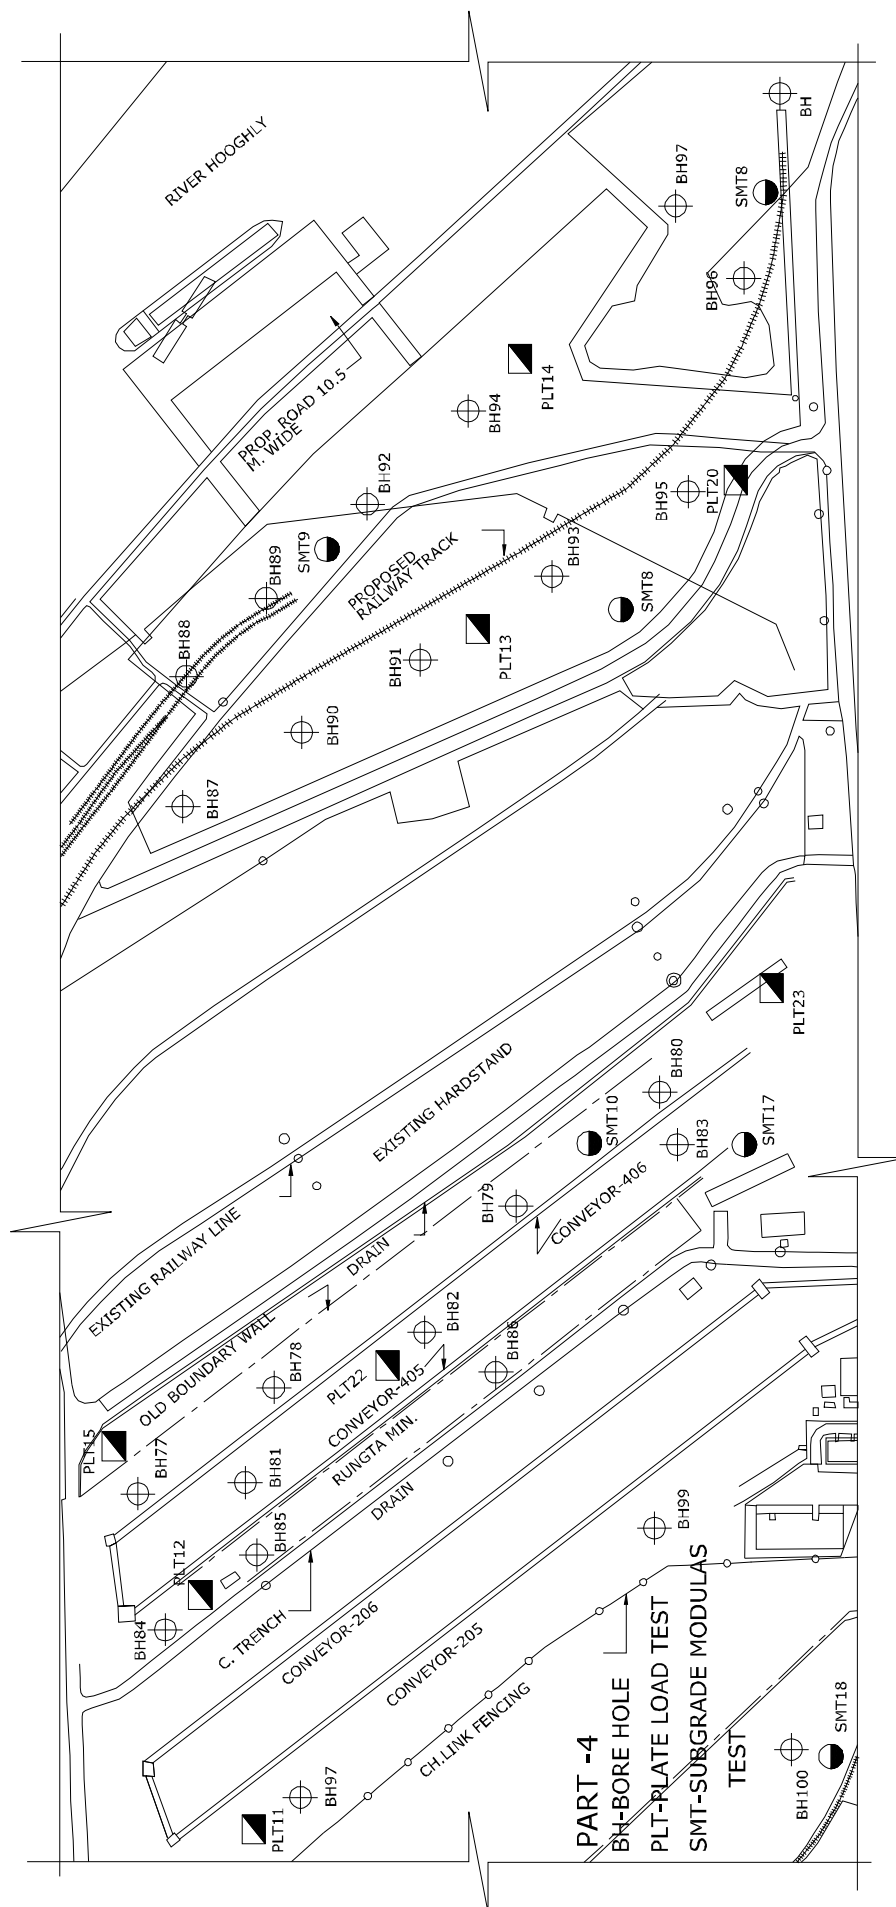 RIVER HOOGHLY
BH
BH97
SMT8
BH96
PLT14
PROP. ROAD 10.5
M. WIDE
BH94
BH92
BH95
PLT20
SMT9
BH89
PROPOSED
RAILWAY TRACK
BH93
SMT8
BH88
BH91
PLT13
BH90
BH87
PLT23
EXISTING HARDSTAND
BH80
SMT10
BH83
SMT17
BH79
CONVEYOR-406
EXISTING RAILWAY LINE
DRAIN
OLD BOUNDARY WALL
BH82
BH86
BH78
PLT22
CONVEYOR-405
RUNGTA MIN.
PLT15
BH77
BH81
DRAIN
BH85
PLT12
BH99
BH84
C. TRENCH
CONVEYOR-206
CONVEYOR-205
CH.LINK FENCING
BH97
PLT11
BH100
SMT18
PART -4
BH-BORE HOLE
PLT-PLATE LOAD TEST
SMT-SUBGRADE MODULAS
TEST